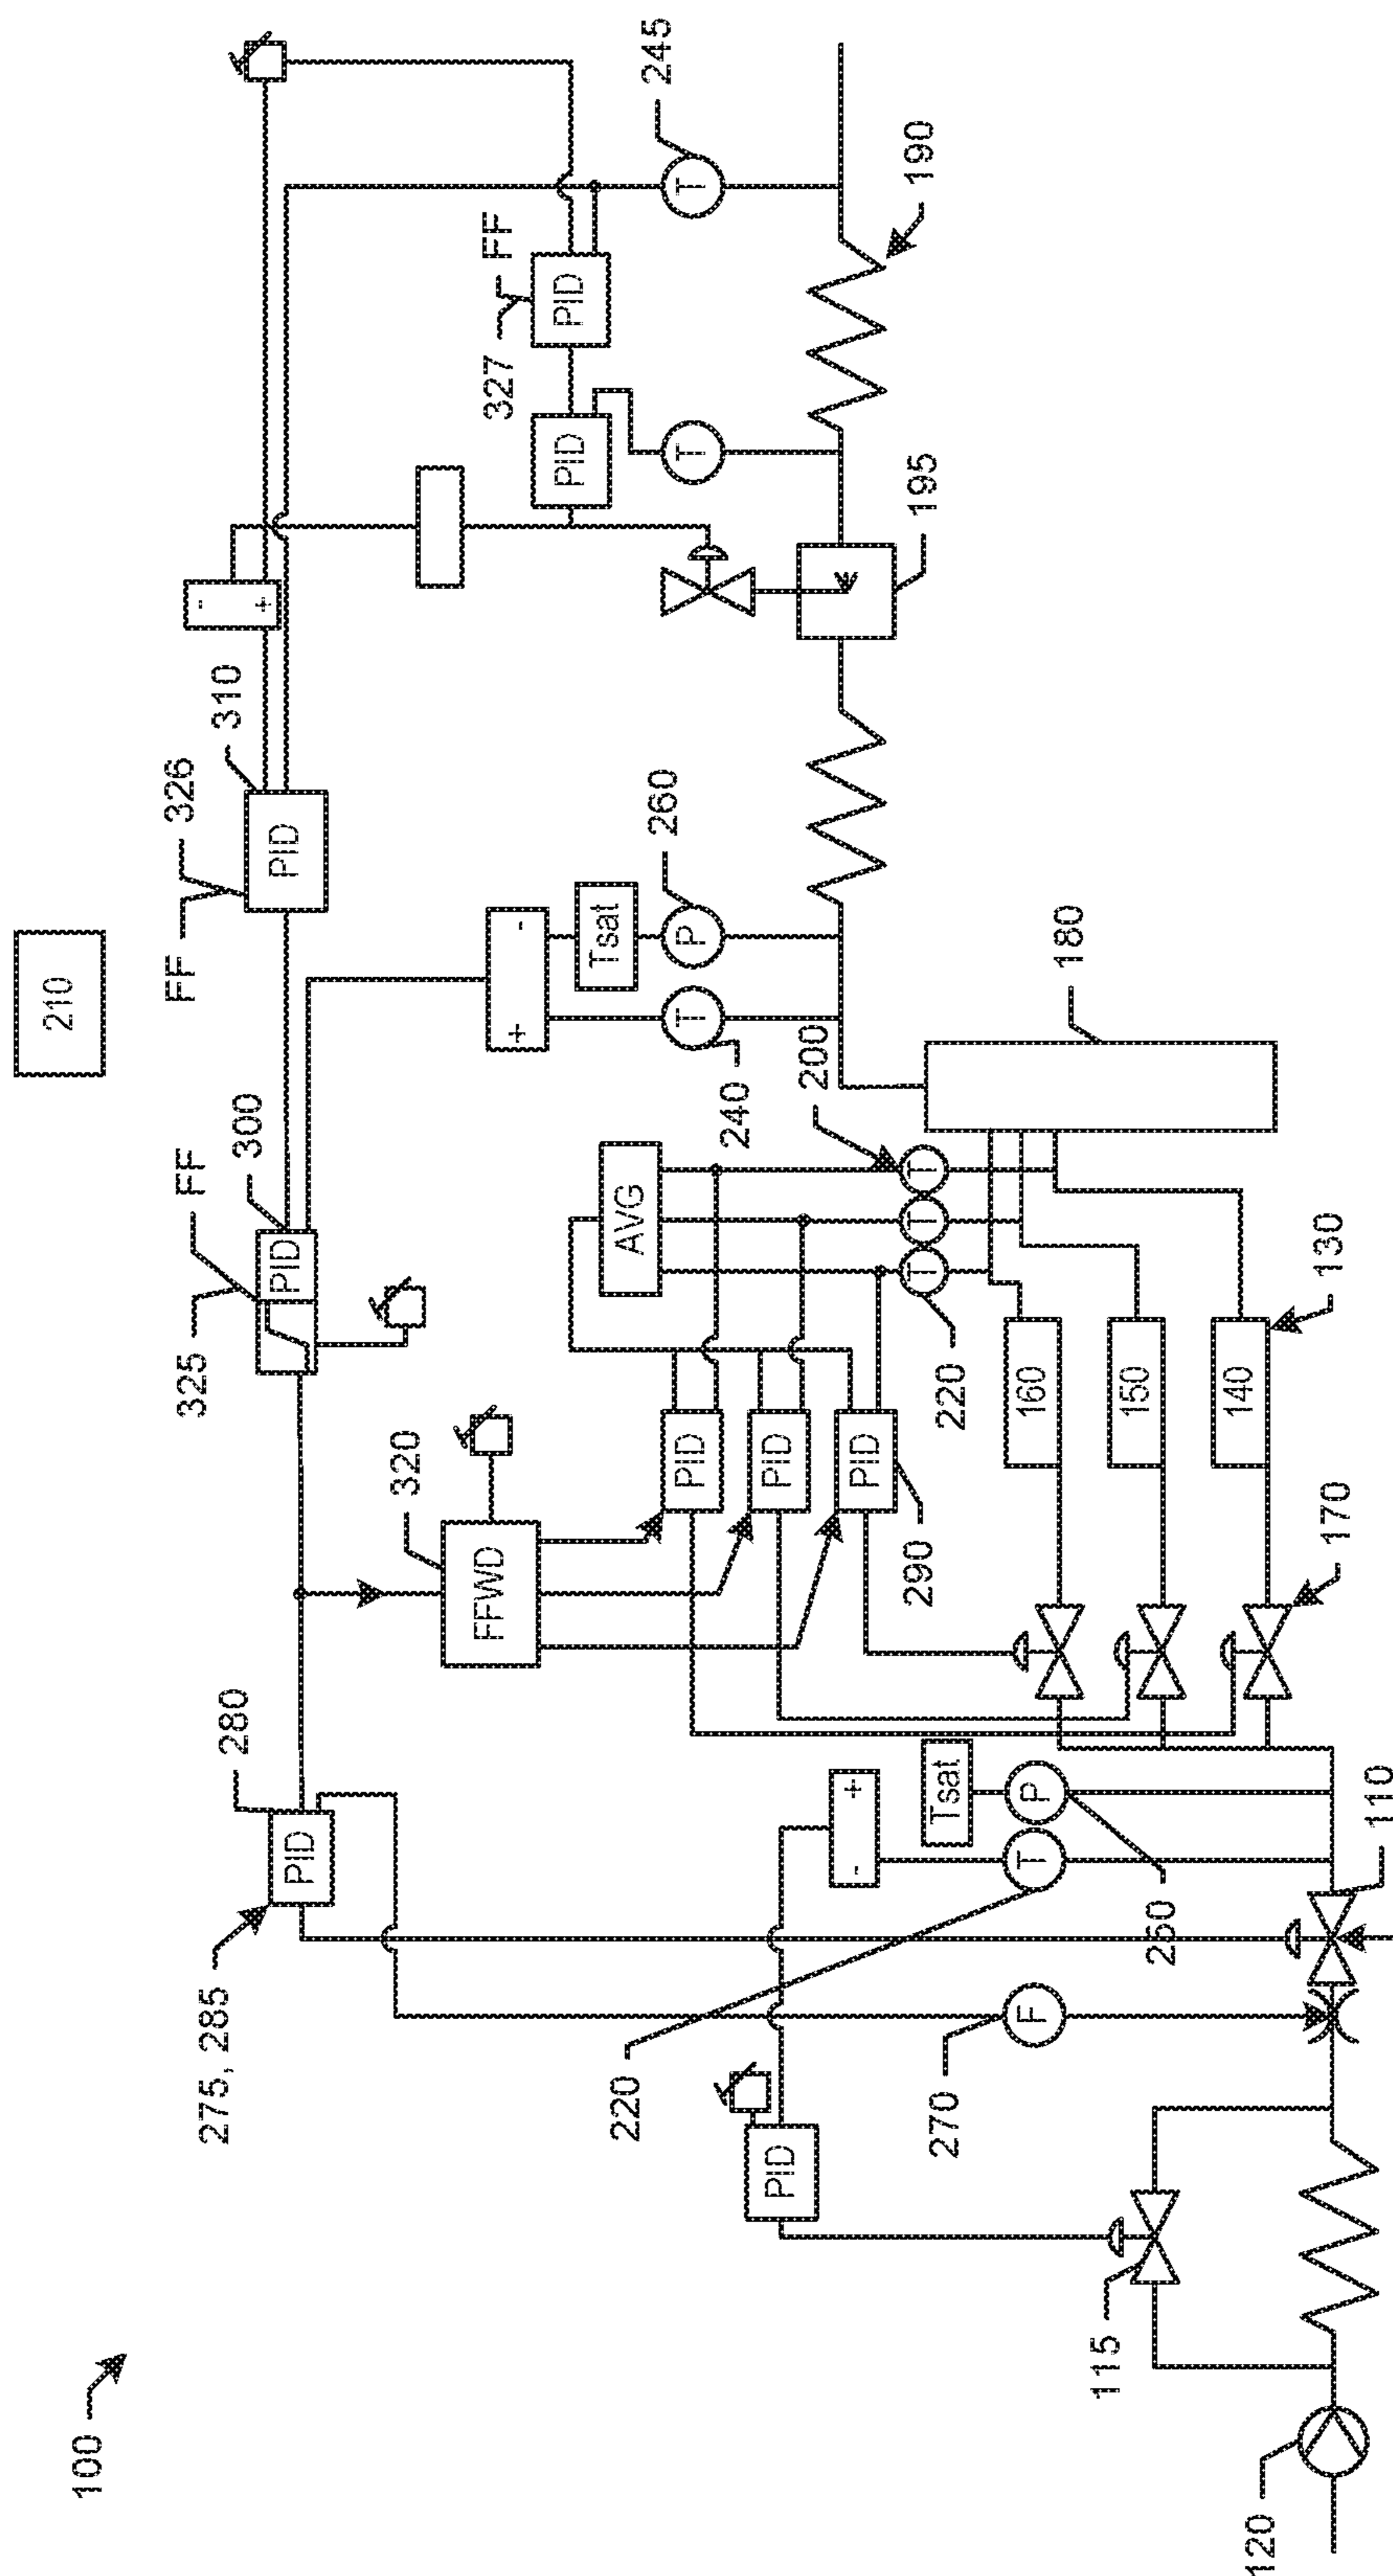 100
210
275, 285
280
PID
325
FF
300
PID
FF
326
310
PID
-
+
320
FFWD
PID
PID
PID
290
AVG
+
-
Tsat
240
T
260
P
327
FF
PID
PID
T
245
T
190
195
200
T
T
T
220
180
160
150
140
130
170
220
270
F
PID
-
+
Tsat
T
P
260
110
115
120